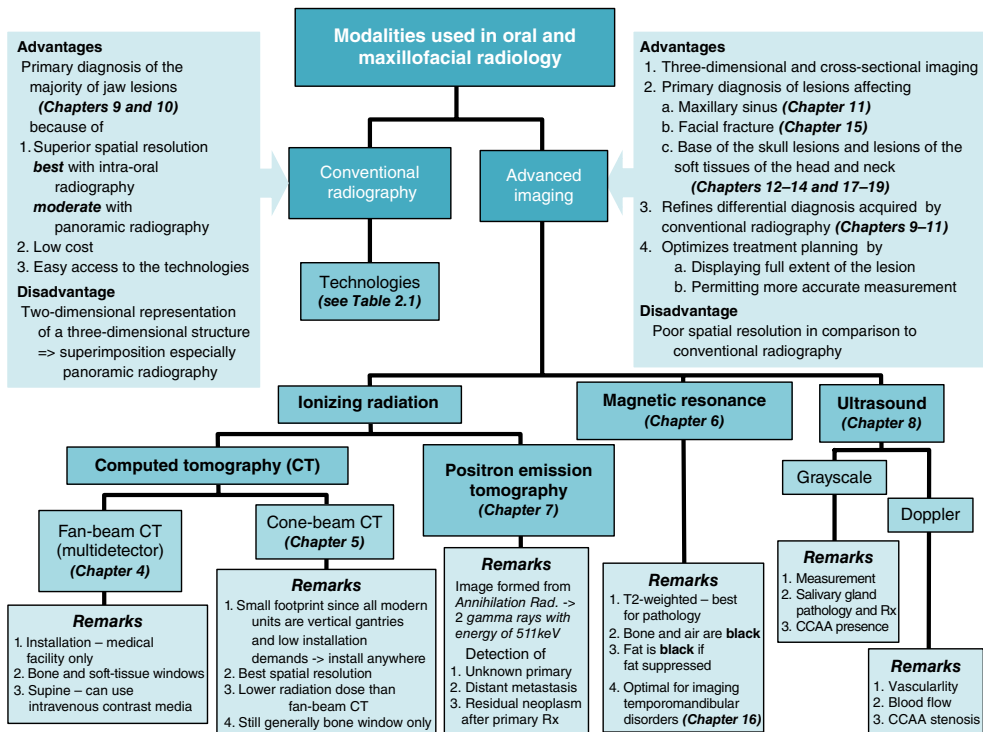 Modalities used in oral and
maxillofacial radiology
Advantages
Primary diagnosis of the
majority of jaw lesions
(Chapters 9 and 10)
because of
1. Superior spatial resolution
best with intra-oral
radiography
moderate with
panoramic radiography
2. Low cost
3. Easy access to the technologies
Disadvantage
Two-dimensional representation
of a three-dimensional structure
=> superimposition especially
panoramic radiography
Conventional
radiography
Advanced
imaging
Technologies
(see Table 2.1)
Advantages
1. Three-dimensional and cross-sectional imaging
2. Primary diagnosis of lesions affecting
a. Maxillary sinus (Chapter 11)
b. Facial fracture (Chapter 15)
c. Base of the skull lesions and lesions of the
soft tissues of the head and neck
(Chapters 12–14 and 17–19)
3. Refines differential diagnosis acquired by
conventional radiography (Chapters 9–11)
4. Optimizes treatment planning by
a. Displaying full extent of the lesion
b. Permitting more accurate measurement
Disadvantage
Poor spatial resolution in comparison to
conventional radiography
Ionizing radiation
Magnetic resonance
(Chapter 6)
Ultrasound
(Chapter 8)
Computed tomography (CT)
Positron emission
tomography
(Chapter 7)
Grayscale
Doppler
Fan-beam CT
(multidetector)
(Chapter 4)
Cone-beam CT
(Chapter 5)
Remarks
1. Installation – medical
facility only
2. Bone and soft-tissue windows
3. Supine – can use
intravenous contrast media
Remarks
1. Small footprint since all modern
units are vertical gantries
and low installation
demands -> install anywhere
2. Best spatial resolution
3. Lower radiation dose than
fan-beam CT
4. Still generally bone window only
Remarks
Image formed from
Annihilation Rad. ->
2 gamma rays with
energy of 511keV
Detection of
1. Unknown primary
2. Distant metastasis
3. Residual neoplasm
after primary Rx
Remarks
1. T2-weighted – best
for pathology
2. Bone and air are black
3. Fat is black if
fat suppressed
4. Optimal for imaging
temporomandibular
disorders (Chapter 16)
Remarks
1. Measurement
2. Salivary gland
pathology and Rx
3. CCAA presence
Remarks
1. Vascularlity
2. Blood flow
3. CCAA stenosis